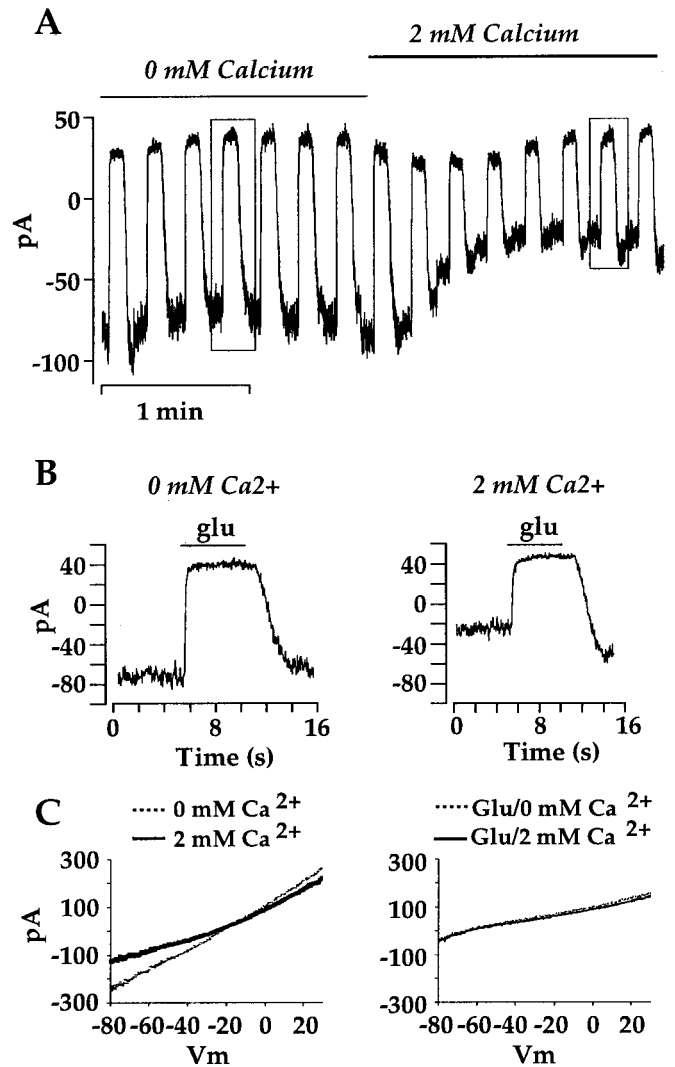 A
2 mM Calcium
0 mM Calcium
50
0
-50
-100
pA
1 min
B
0 mM Ca2+
2 mM Ca2+
glu
glu
40
0
-40
-80
pA
0 8 16
Time (s)
40
0
-40
-80
0 8 16
Time (s)
C
0 mM Ca 2+
2 mM Ca 2+
Glu/0 mM Ca 2+
Glu/2 mM Ca 2+
300
100
-100
-300
pA
-80 -60 -40 -20 0 20
Vm
300
100
-100
-300
-80 -60 -40 -20 0 20
Vm